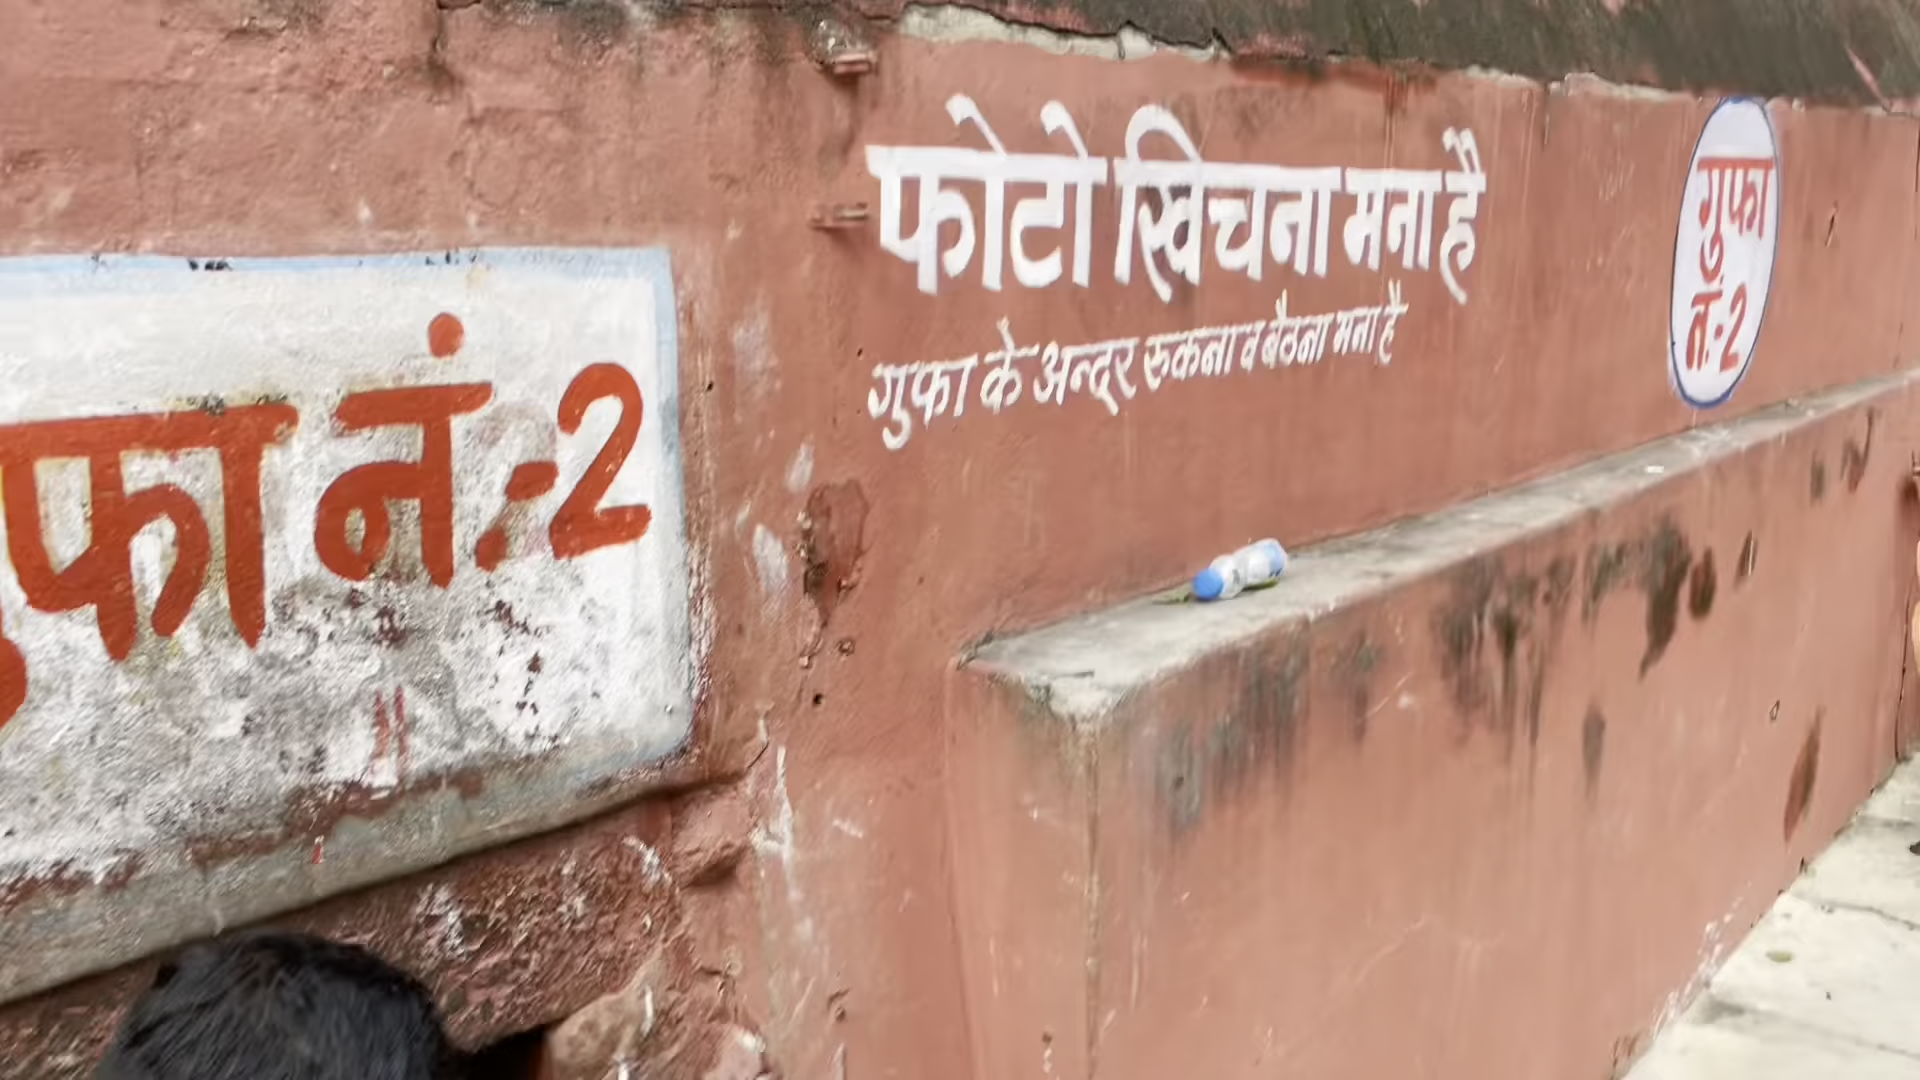 गुफा नं:-2
फोटो खिचना मना है
गुफा के अन्दर रुकना व बैठना मना है
गुफा
नं:-2